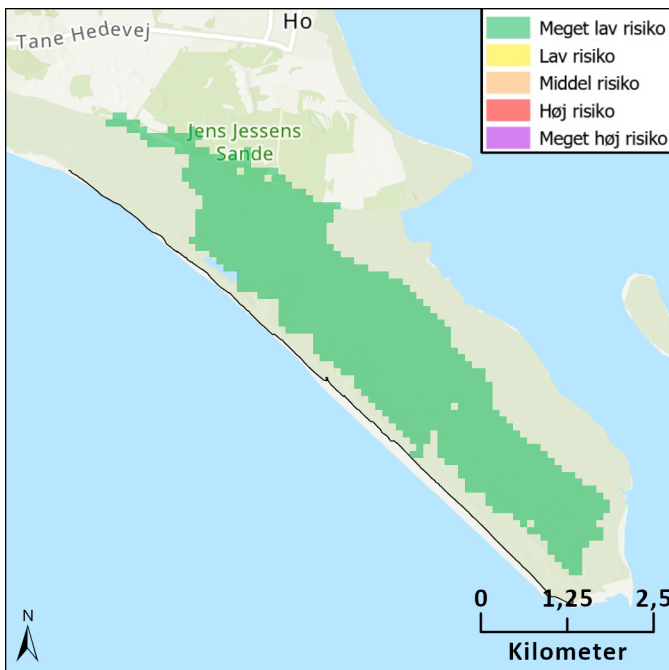 Ho
Tane Hedevej
Jens Jessens
Sande
Meget lav risiko
Lav risiko
Middel risiko
Høj risiko
Meget høj risiko
N
0 1,25 2,5
Kilometer